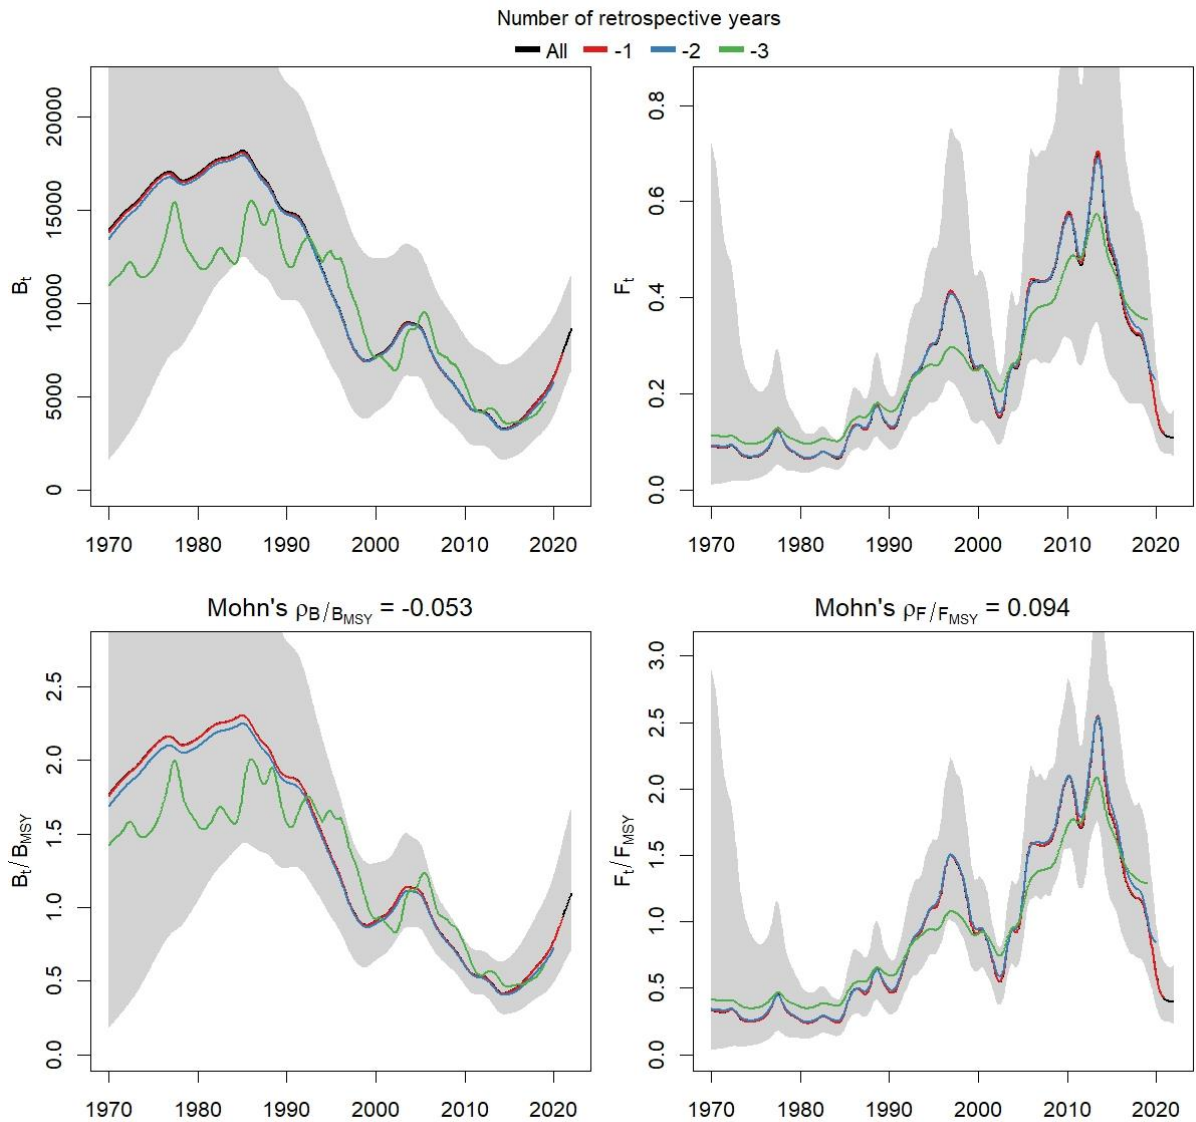 Number of retrospective years
All -1 -2 -3
Bt
0 5000 10000 15000 20000
1970 1980 1990 2000 2010 2020
Ft
0.0 0.2 0.4 0.6 0.8
1970 1980 1990 2000 2010 2020
Mohn's ρB/BMSY = -0.053
Bt/BMSY
0.0 0.5 1.0 1.5 2.0 2.5
1970 1980 1990 2000 2010 2020
Mohn's ρF/FMSY = 0.094
Ft/FMSY
0.0 0.5 1.0 1.5 2.0 2.5 3.0
1970 1980 1990 2000 2010 2020